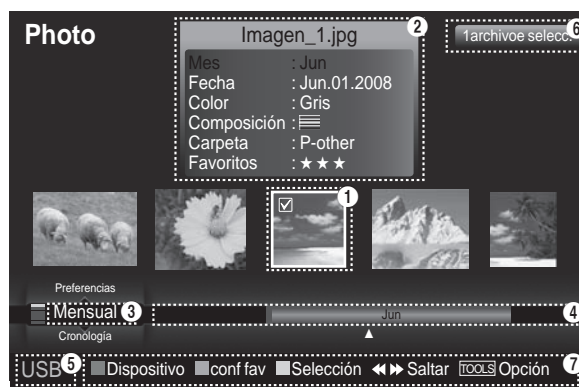 Photo
Imagen_1.jpg
2
1archivoe selecc.
6
Mes : Jun
Fecha : Jun.01.2008
Color : Gris
Composición :
Carpeta : P-other
Favoritos : ★★★
1
Preferencias
Mensual 3
Jun
4
Cronología
USB 5 Dispositivo conf fav Selección Saltar TOOLS Opción 7